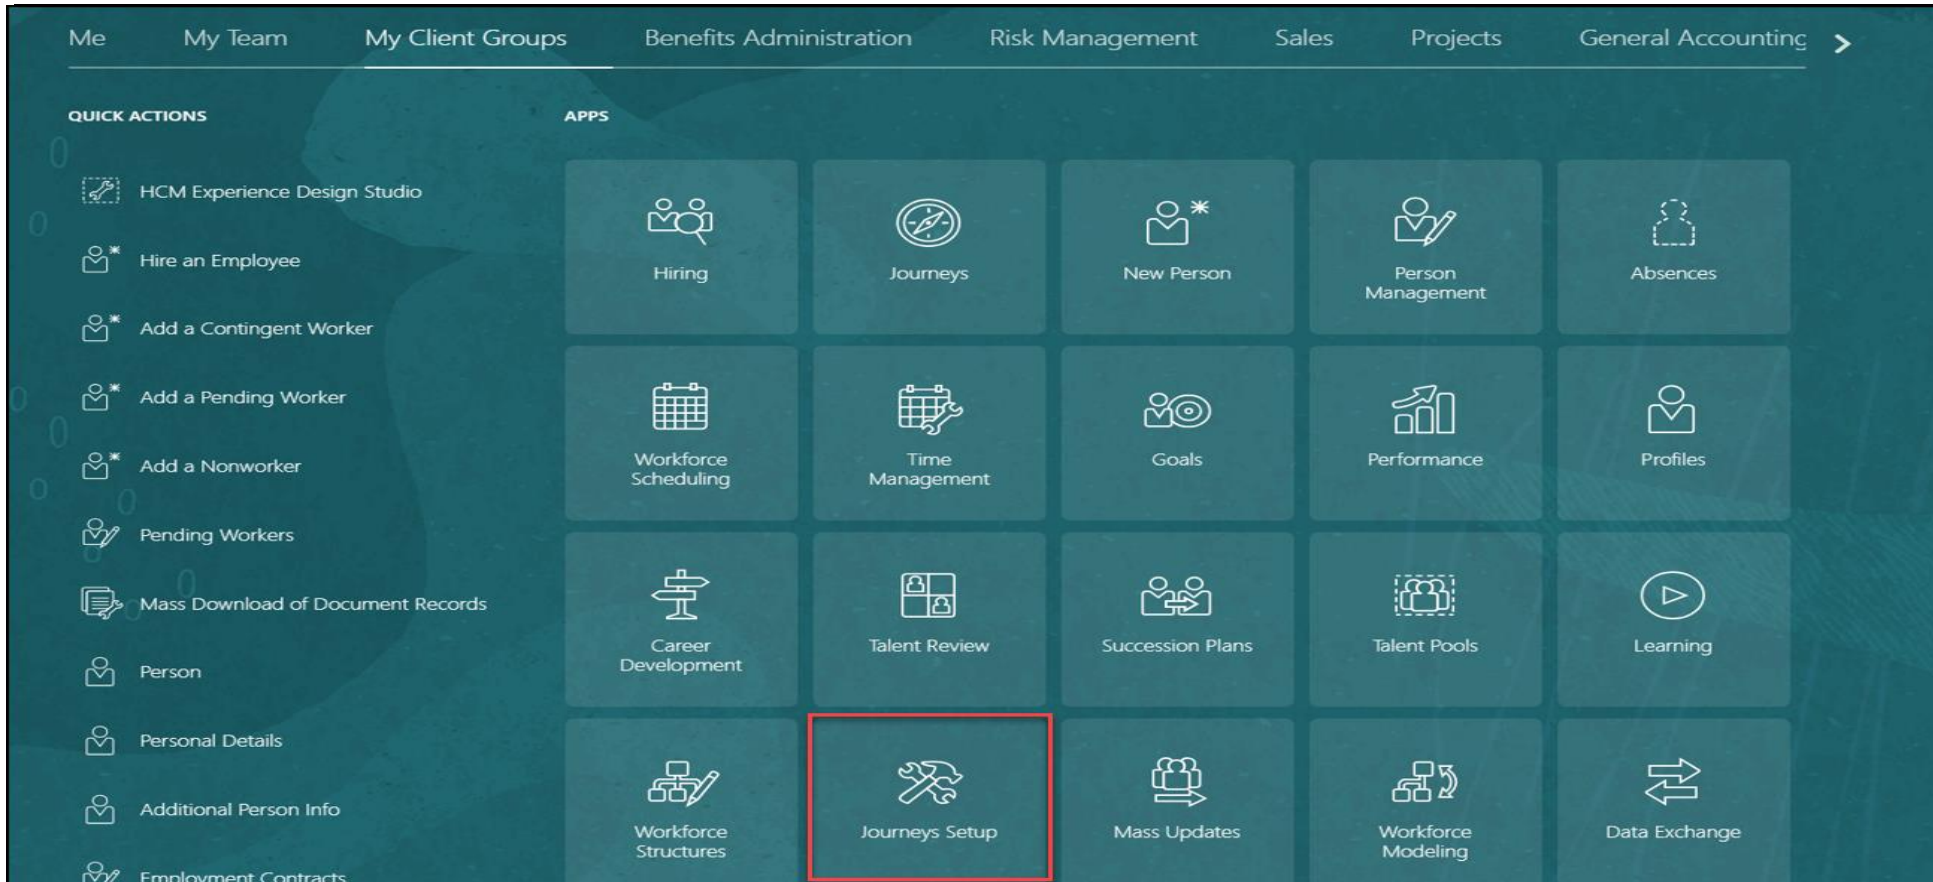 Me My Team My Client Groups Benefits Administration Risk Management Sales Projects General Accounting
QUICK ACTIONS
HCM Experience Design Studio
Hire an Employee
Add a Contingent Worker
Add a Pending Worker
Add a Nonworker
Pending Workers
Mass Download of Document Records
Person
Personal Details
Additional Person Info
Employment Contracts
APPS
Hiring
Journeys
New Person
Person
Management
Absences
Workforce
Scheduling
Time
Management
Goals
Performance
Profiles
Career
Development
Talent Review
Succession Plans
Talent Pools
Learning
Workforce
Structures
Journeys Setup
Mass Updates
Workforce
Modeling
Data Exchange